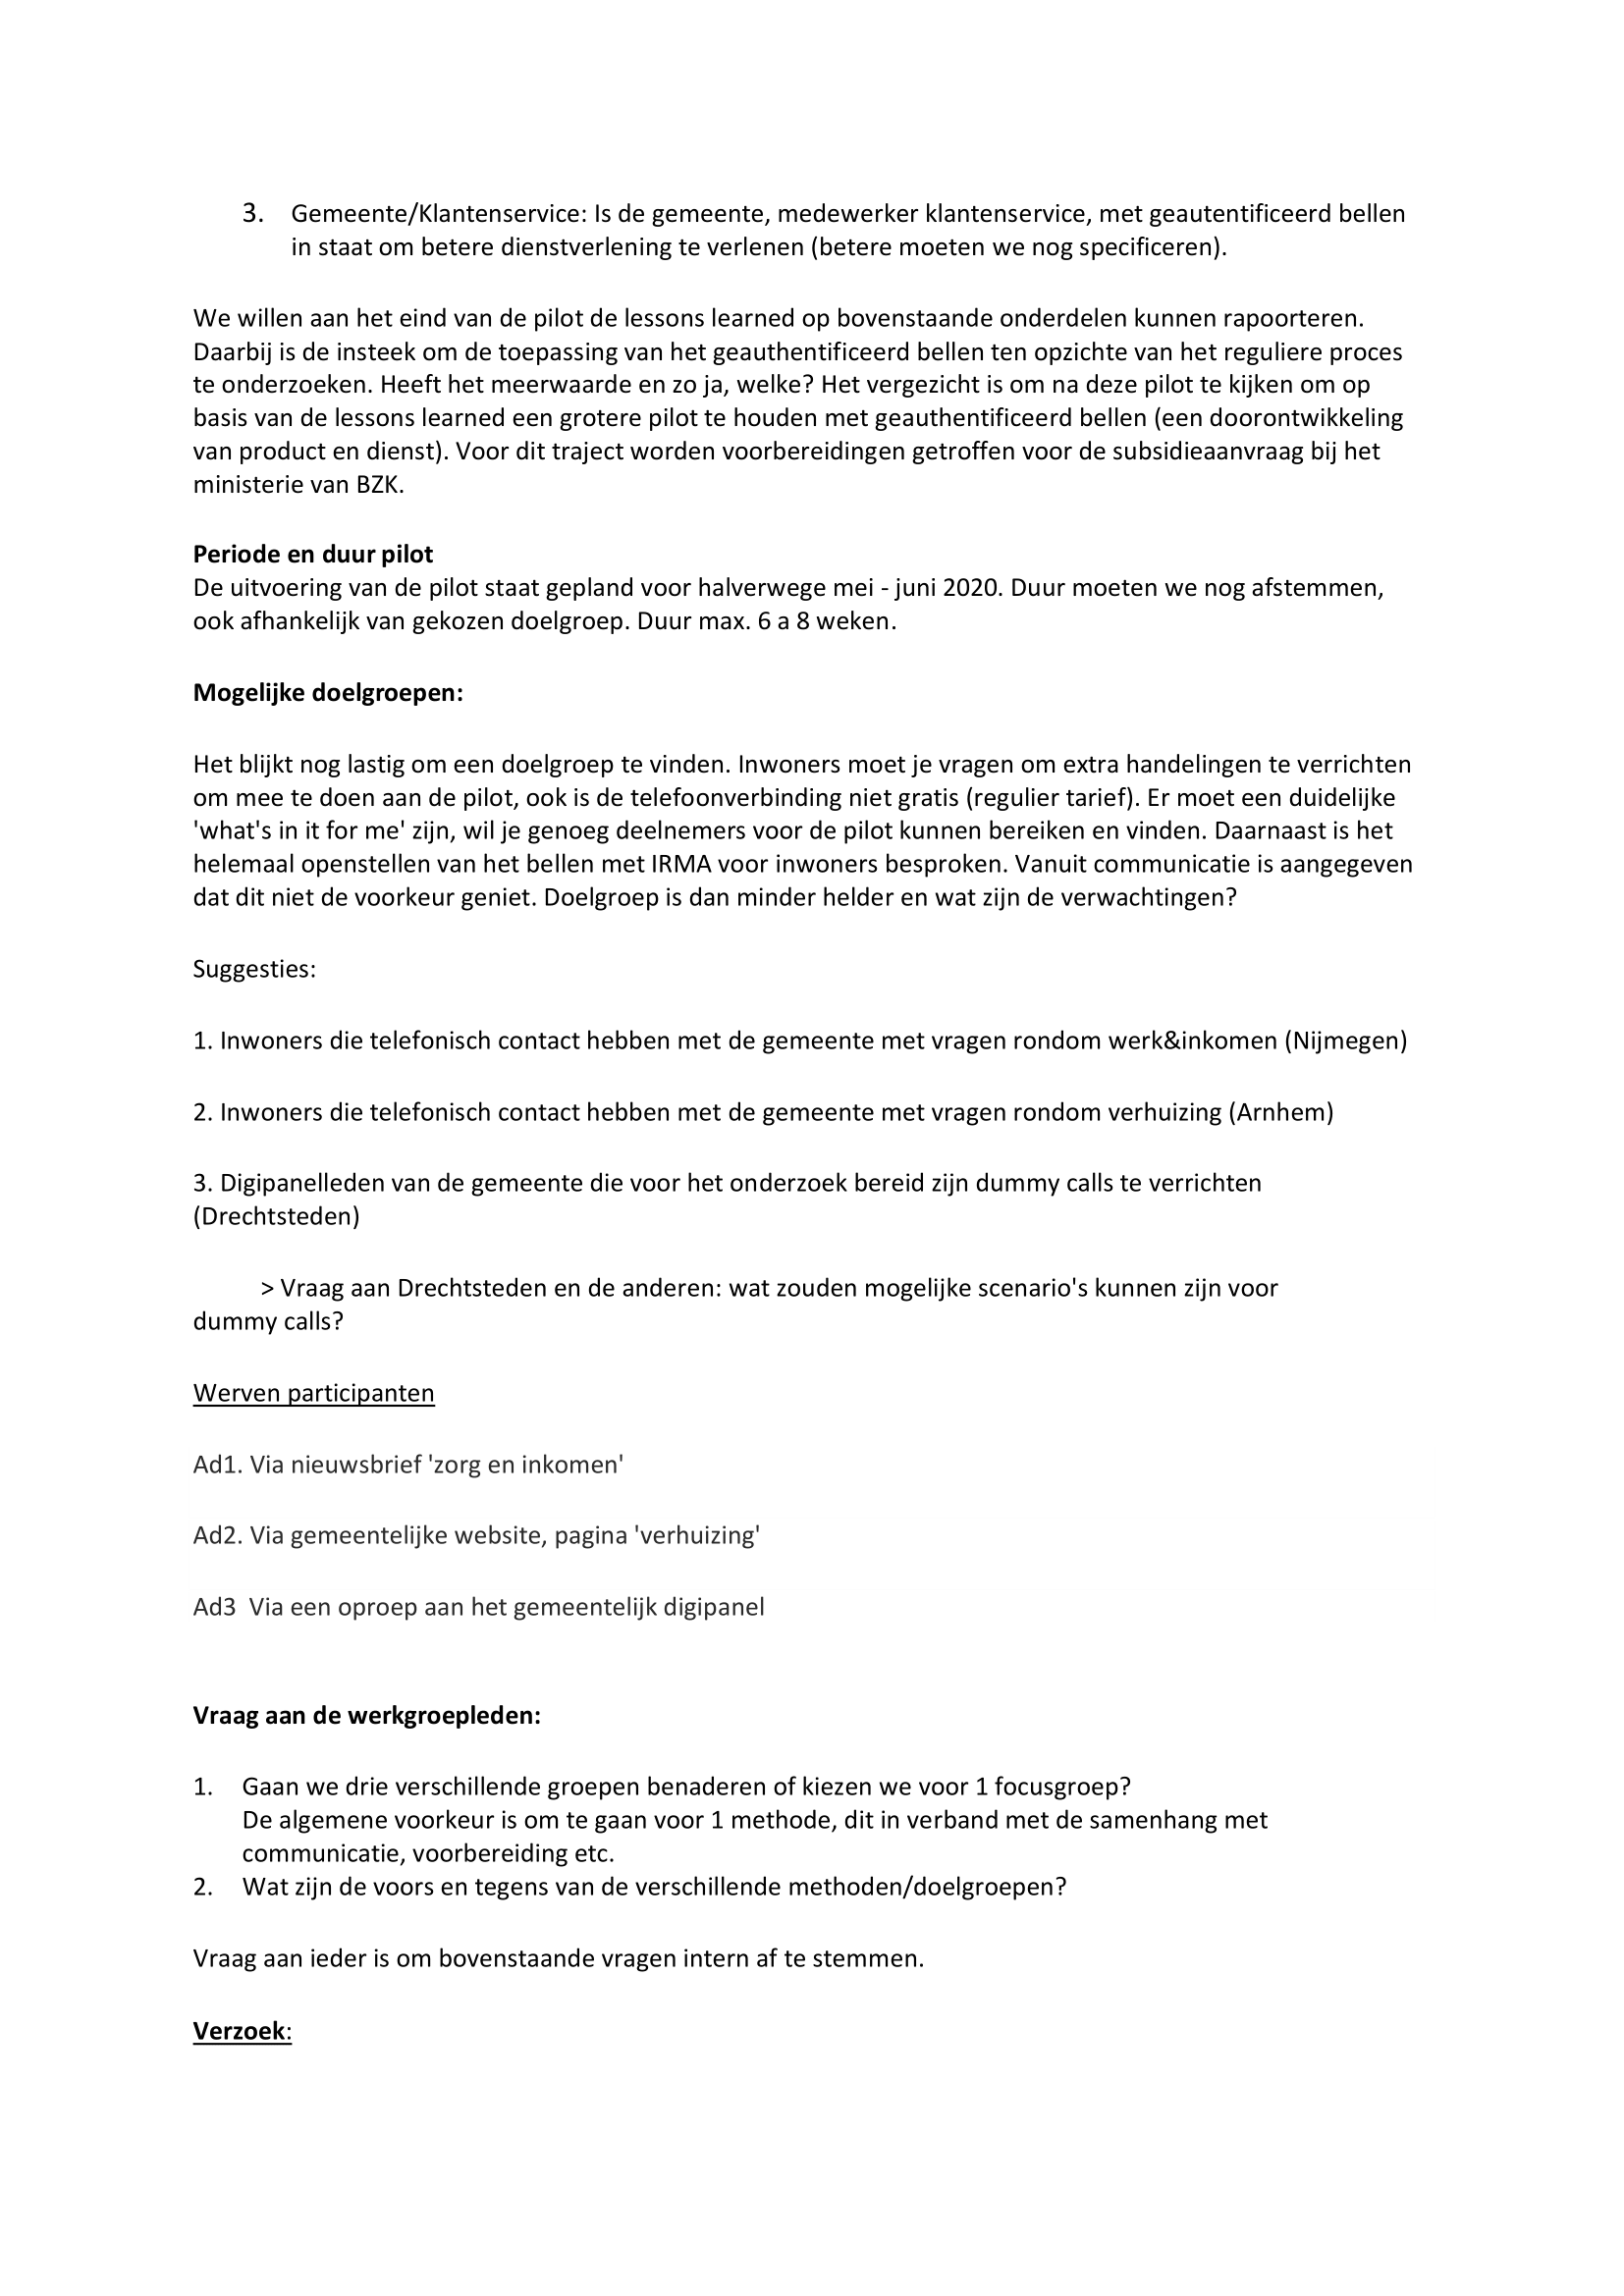 3. Gemeente/Klantenservice: Is de gemeente, medewerker klantenservice, met geautentificeerd bellen
in staat om betere dienstverlening te verlenen (betere moeten we nog specificeren).
We willen aan het eind van de pilot de lessons learned op bovenstaande onderdelen kunnen rapoorteren.
Daarbij is de insteek om de toepassing van het geauthentificeerd bellen ten opzichte van het reguliere proces
te onderzoeken. Heeft het meerwaarde en zo ja, welke? Het vergezicht is om na deze pilot te kijken om op
basis van de lessons learned een grotere pilot te houden met geauthentificeerd bellen (een doorontwikkeling
van product en dienst). Voor dit traject worden voorbereidingen getroffen voor de subsidieaanvraag bij het
ministerie van BZK.
Periode en duur pilot
De uitvoering van de pilot staat gepland voor halverwege mei - juni 2020. Duur moeten we nog afstemmen,
ook afhankelijk van gekozen doelgroep. Duur max. 6 a 8 weken.
Mogelijke doelgroepen:
Het blijkt nog lastig om een doelgroep te vinden. Inwoners moet je vragen om extra handelingen te verrichten
om mee te doen aan de pilot, ook is de telefoonverbinding niet gratis (regulier tarief). Er moet een duidelijke
'what's in it for me' zijn, wil je genoeg deelnemers voor de pilot kunnen bereiken en vinden. Daarnaast is het
helemaal openstellen van het bellen met IRMA voor inwoners besproken. Vanuit communicatie is aangegeven
dat dit niet de voorkeur geniet. Doelgroep is dan minder helder en wat zijn de verwachtingen?
Suggesties:
1. Inwoners die telefonisch contact hebben met de gemeente met vragen rondom werk&inkomen (Nijmegen)
2. Inwoners die telefonisch contact hebben met de gemeente met vragen rondom verhuizing (Arnhem)
3. Digipanelleden van de gemeente die voor het onderzoek bereid zijn dummy calls te verrichten
(Drechtsteden)
> Vraag aan Drechtsteden en de anderen: wat zouden mogelijke scenario's kunnen zijn voor
dummy calls?
Werven participanten
Ad1. Via nieuwsbrief 'zorg en inkomen'
Ad2. Via gemeentelijke website, pagina 'verhuizing'
Ad3  Via een oproep aan het gemeentelijk digipanel
Vraag aan de werkgroepleden:
1. Gaan we drie verschillende groepen benaderen of kiezen we voor 1 focusgroep?
De algemene voorkeur is om te gaan voor 1 methode, dit in verband met de samenhang met
communicatie, voorbereiding etc.
2. Wat zijn de voors en tegens van de verschillende methoden/doelgroepen?
Vraag aan ieder is om bovenstaande vragen intern af te stemmen.
Verzoek: